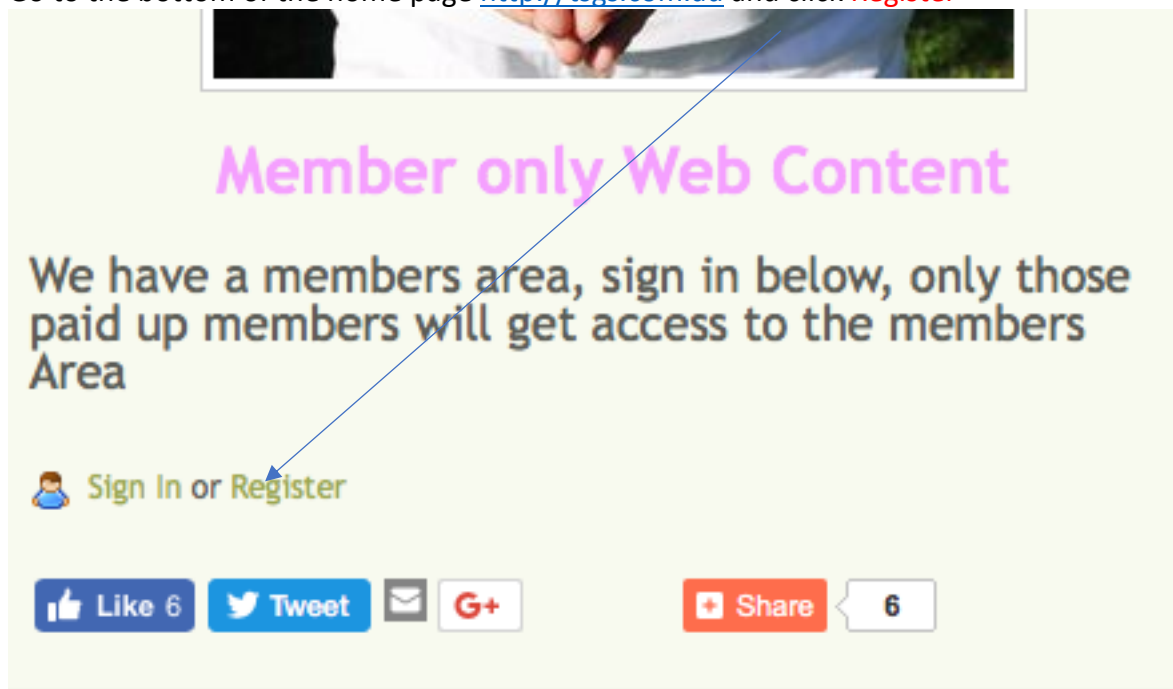 Go to the bottom of the home page and click Register
Member only Web Content
We have a members area, sign in below, only those
paid up members will get access to the members
Area
Sign In or Register
Like 6 Tweet G+ Share 6